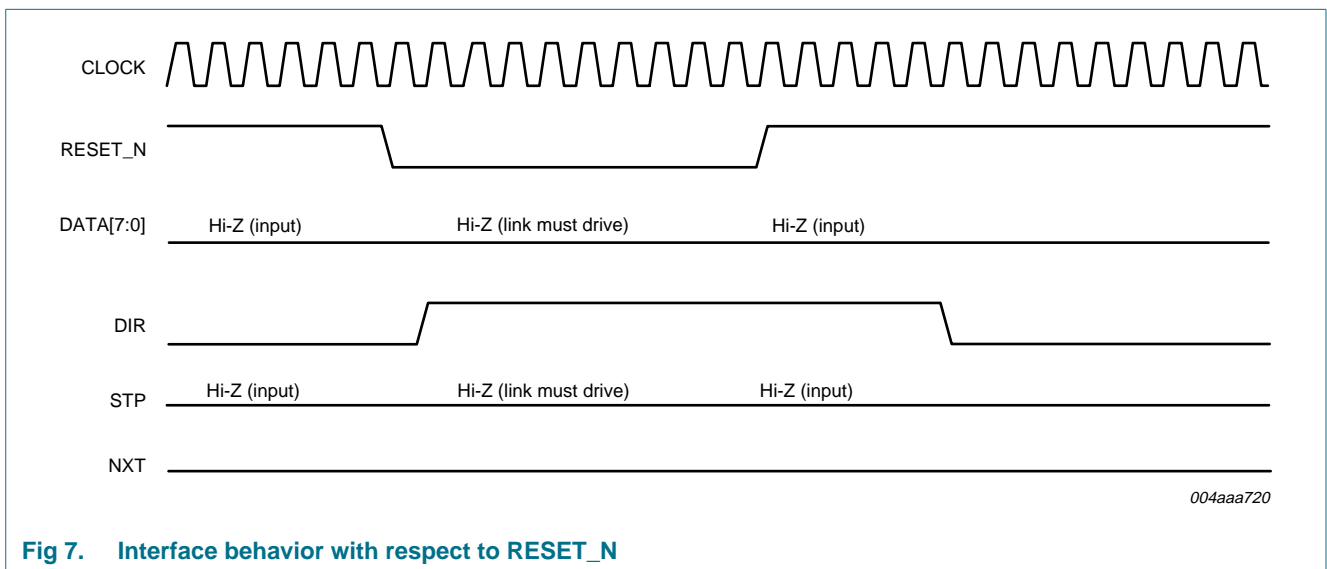 CLOCK
RESET_N
DATA[7:0] Hi-Z (input) Hi-Z (link must drive) Hi-Z (input)
DIR
STP Hi-Z (input) Hi-Z (link must drive) Hi-Z (input)
NXT
004aaa720
Fig 7. Interface behavior with respect to RESET_N